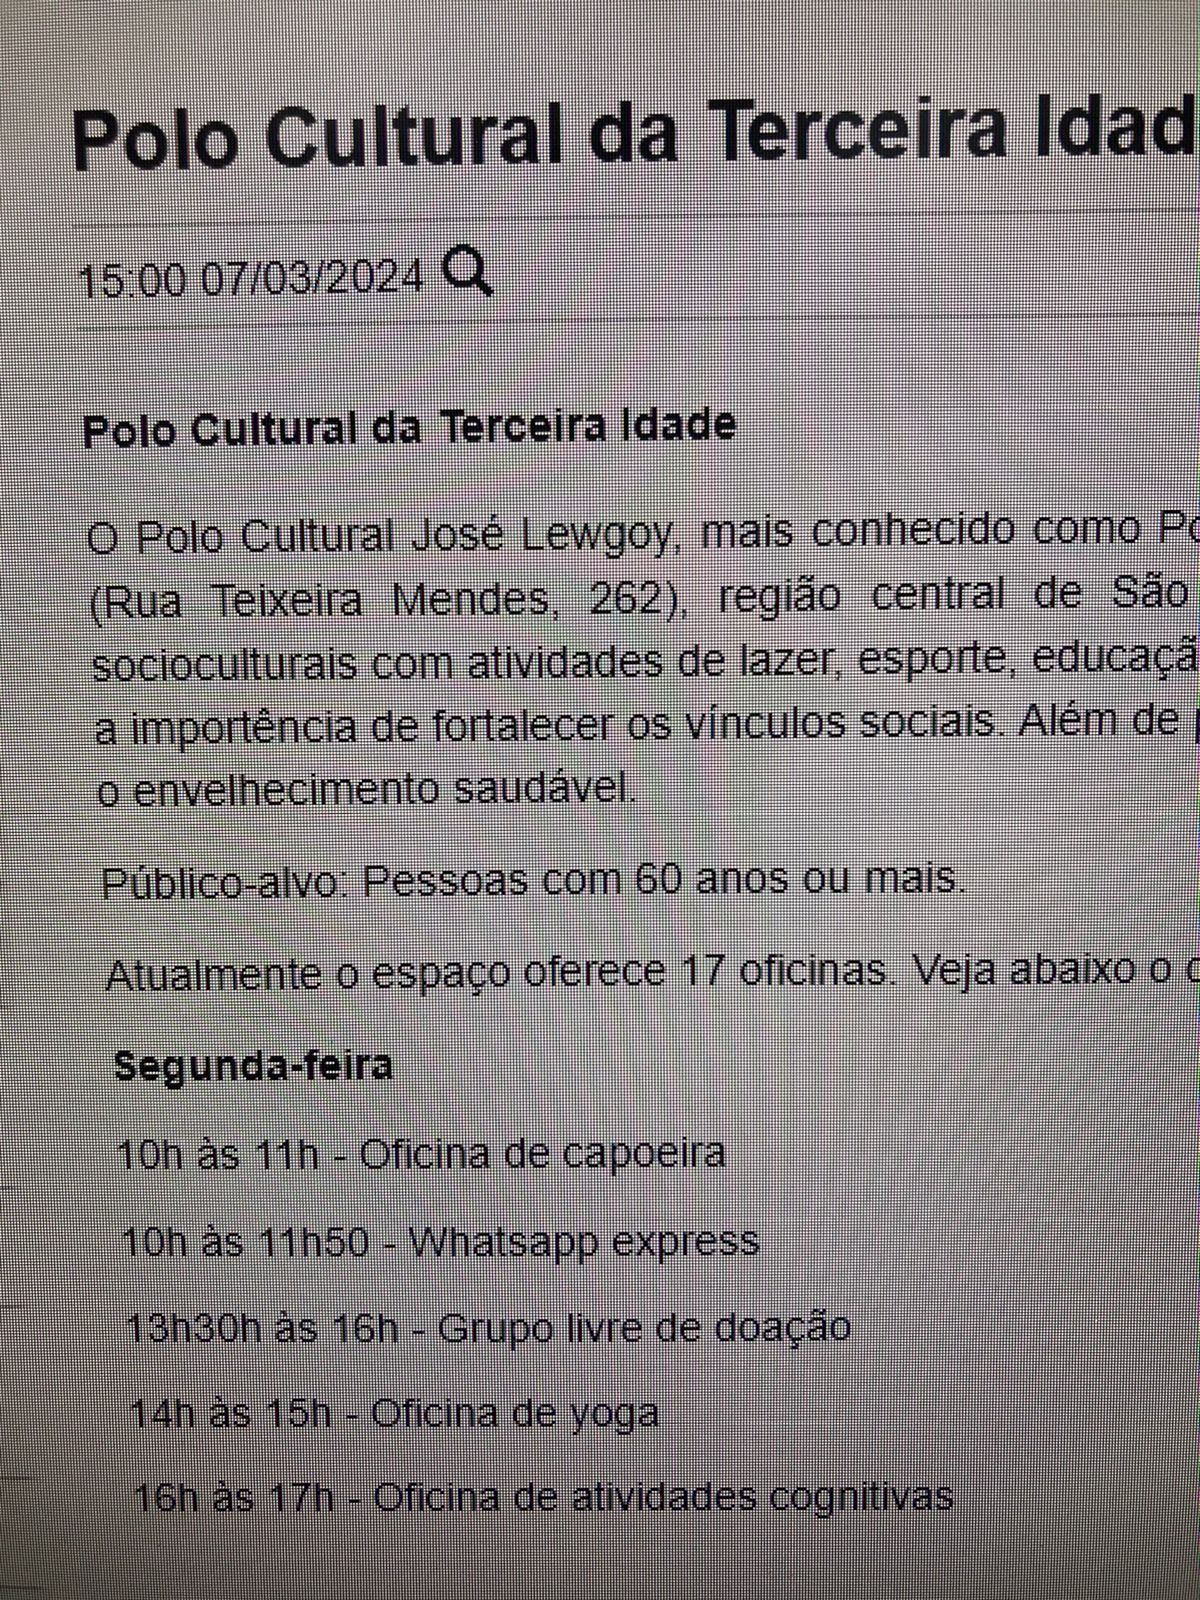 Polo Cultural da Terceira Idad
15:00 07/03/2024
Polo Cultural da Terceira Idade
O Polo Cultural José Lewgoy, mais conhecido como
(Rua Teixeira Mendes, 262), região central de São
socioculturais com atividades de lazer, esporte, educaçã
a importência de fortalecer os vínculos sociais. Além de
o envelhecimento saudável.
Público-alvo: Pessoas com 60 anos ou mais.
Atualmente o espaço oferece 17 oficinas. Veja abaixo o
Segunda-feira
10h às 11h - Oficina de capoeira
10h às 11h50 - Whatsapp express
13h30h às 16h - Grupo livre de doação
14h às 15h - Oficina de yoga
16h às 17h - Oficina de atividades cognitivas